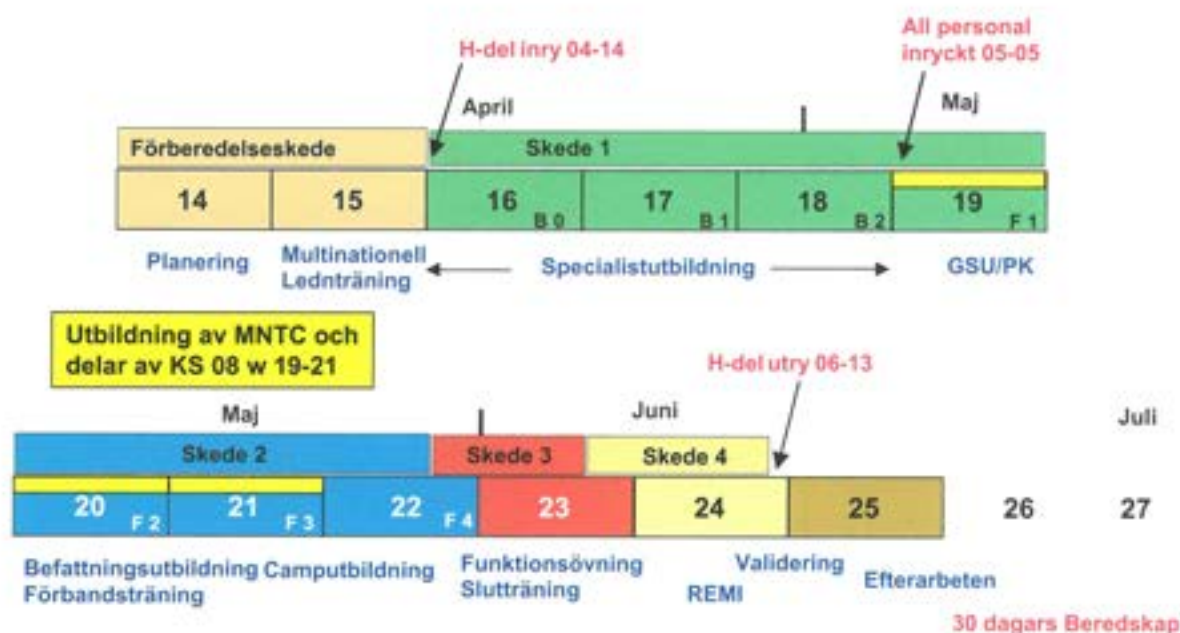 H-del inry 04-14
All personal
inryckt 05-05
April
Maj
Förberedelseskede
Skede 1
14
15
16 B 0
17 B 1
18 B 2
19 F 1
Planering
Multinationell
Lednträning
Specialistutbildning
GSU/PK
Utbildning av MNTC och
delar av KS 08 w 19-21
H-del utry 06-13
Maj
Juni
Juli
Skede 2
Skede 3
Skede 4
20 F 2
21 F 3
22 F 4
23
24
25
26
27
Befattningsutbildning
Förbandsträning
Camputbildning
Funktionsövning
Slutträning
REMI
Validering
Efterarbeten
30 dagars Beredskap